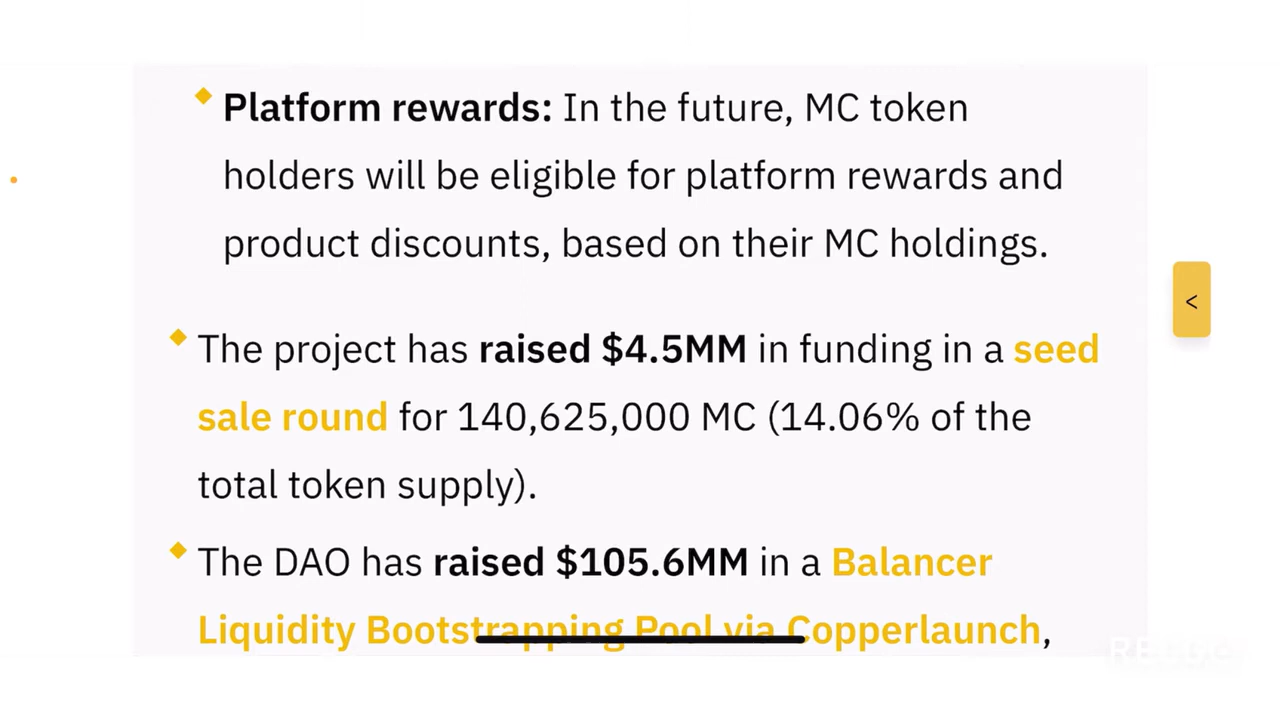 Platform rewards: In the future, MC token
holders will be eligible for platform rewards and
product discounts, based on their MC holdings.
<
The project has raised $4.5MM in funding in a seed
sale round for 140,625,000 MC (14.06% of the
total token supply).
The DAO has raised $105.6MM in a Balancer
Liquidity Bootstrapping Pool via Copperlaunch,